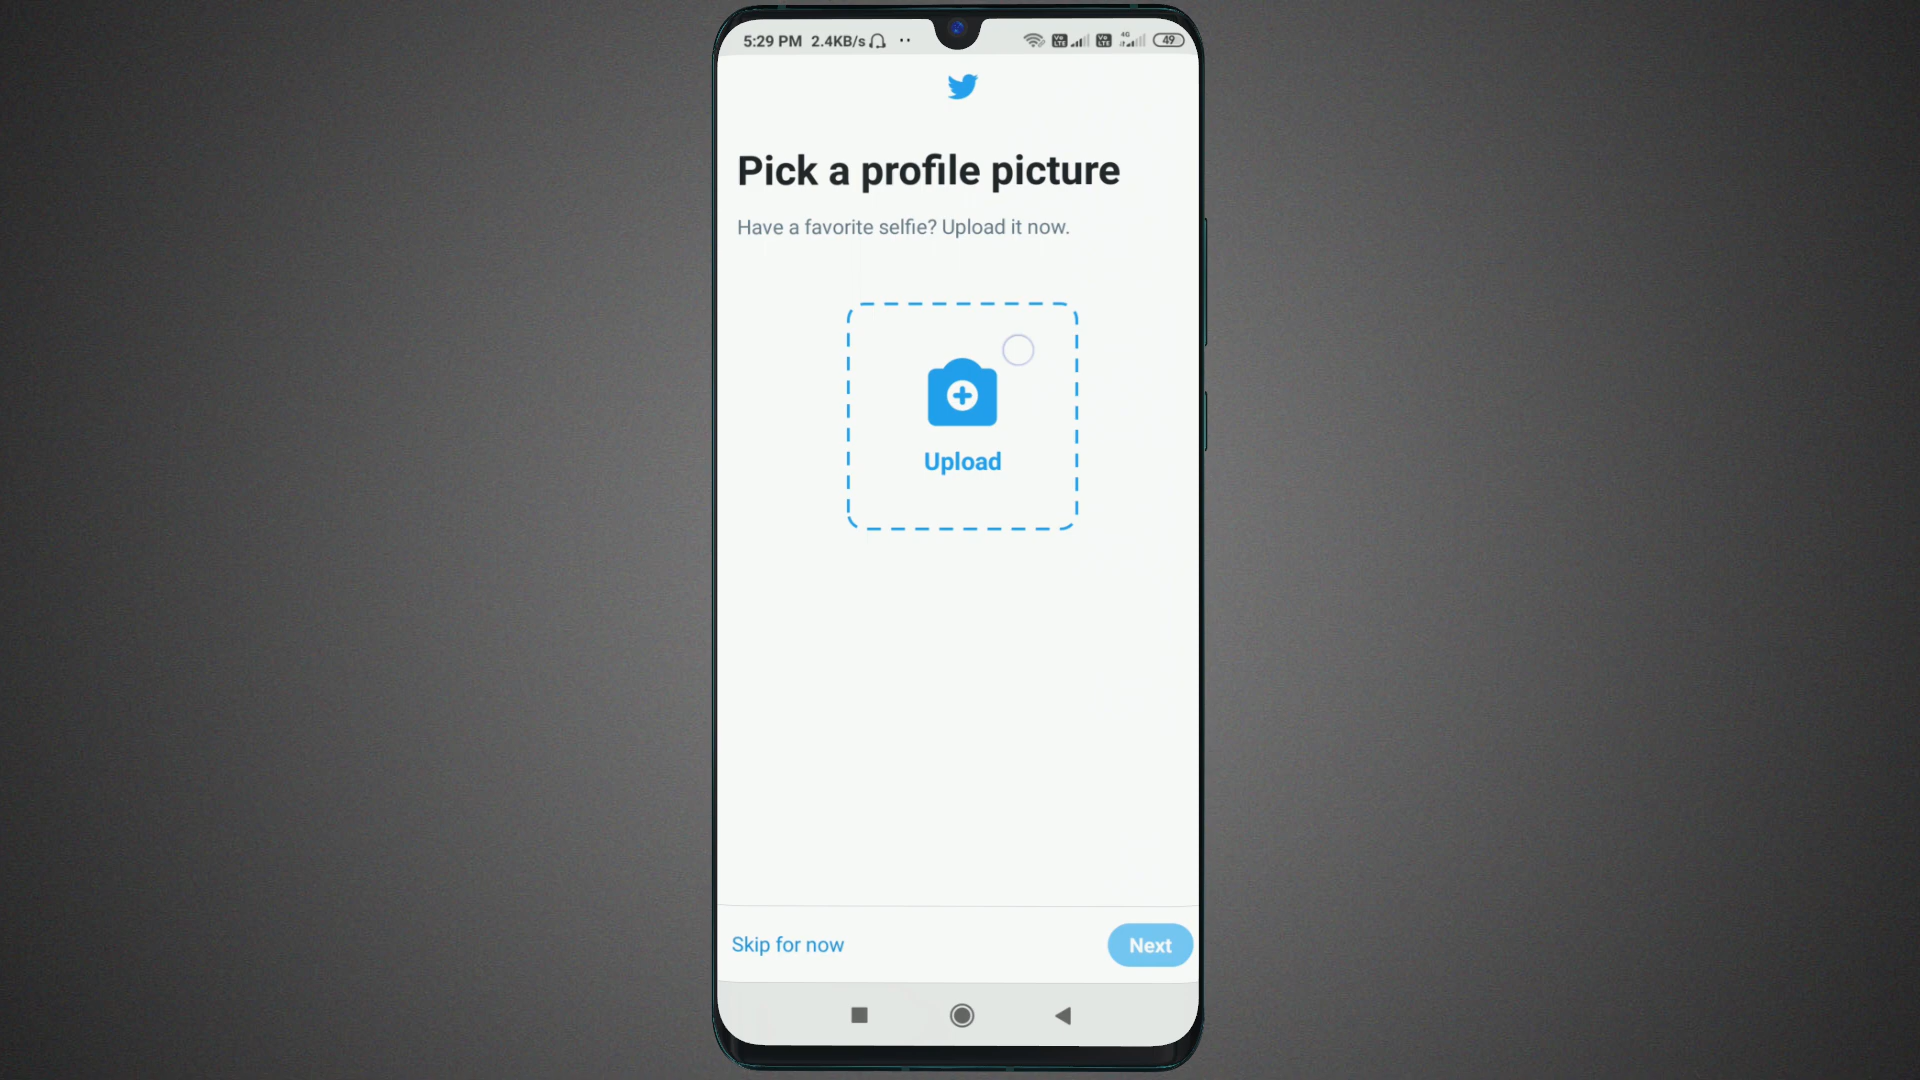 5:29 PM 2.4KB/s 4G 49
Pick a profile picture
Have a favorite selfie? Upload it now.
Upload
Skip for now
Next